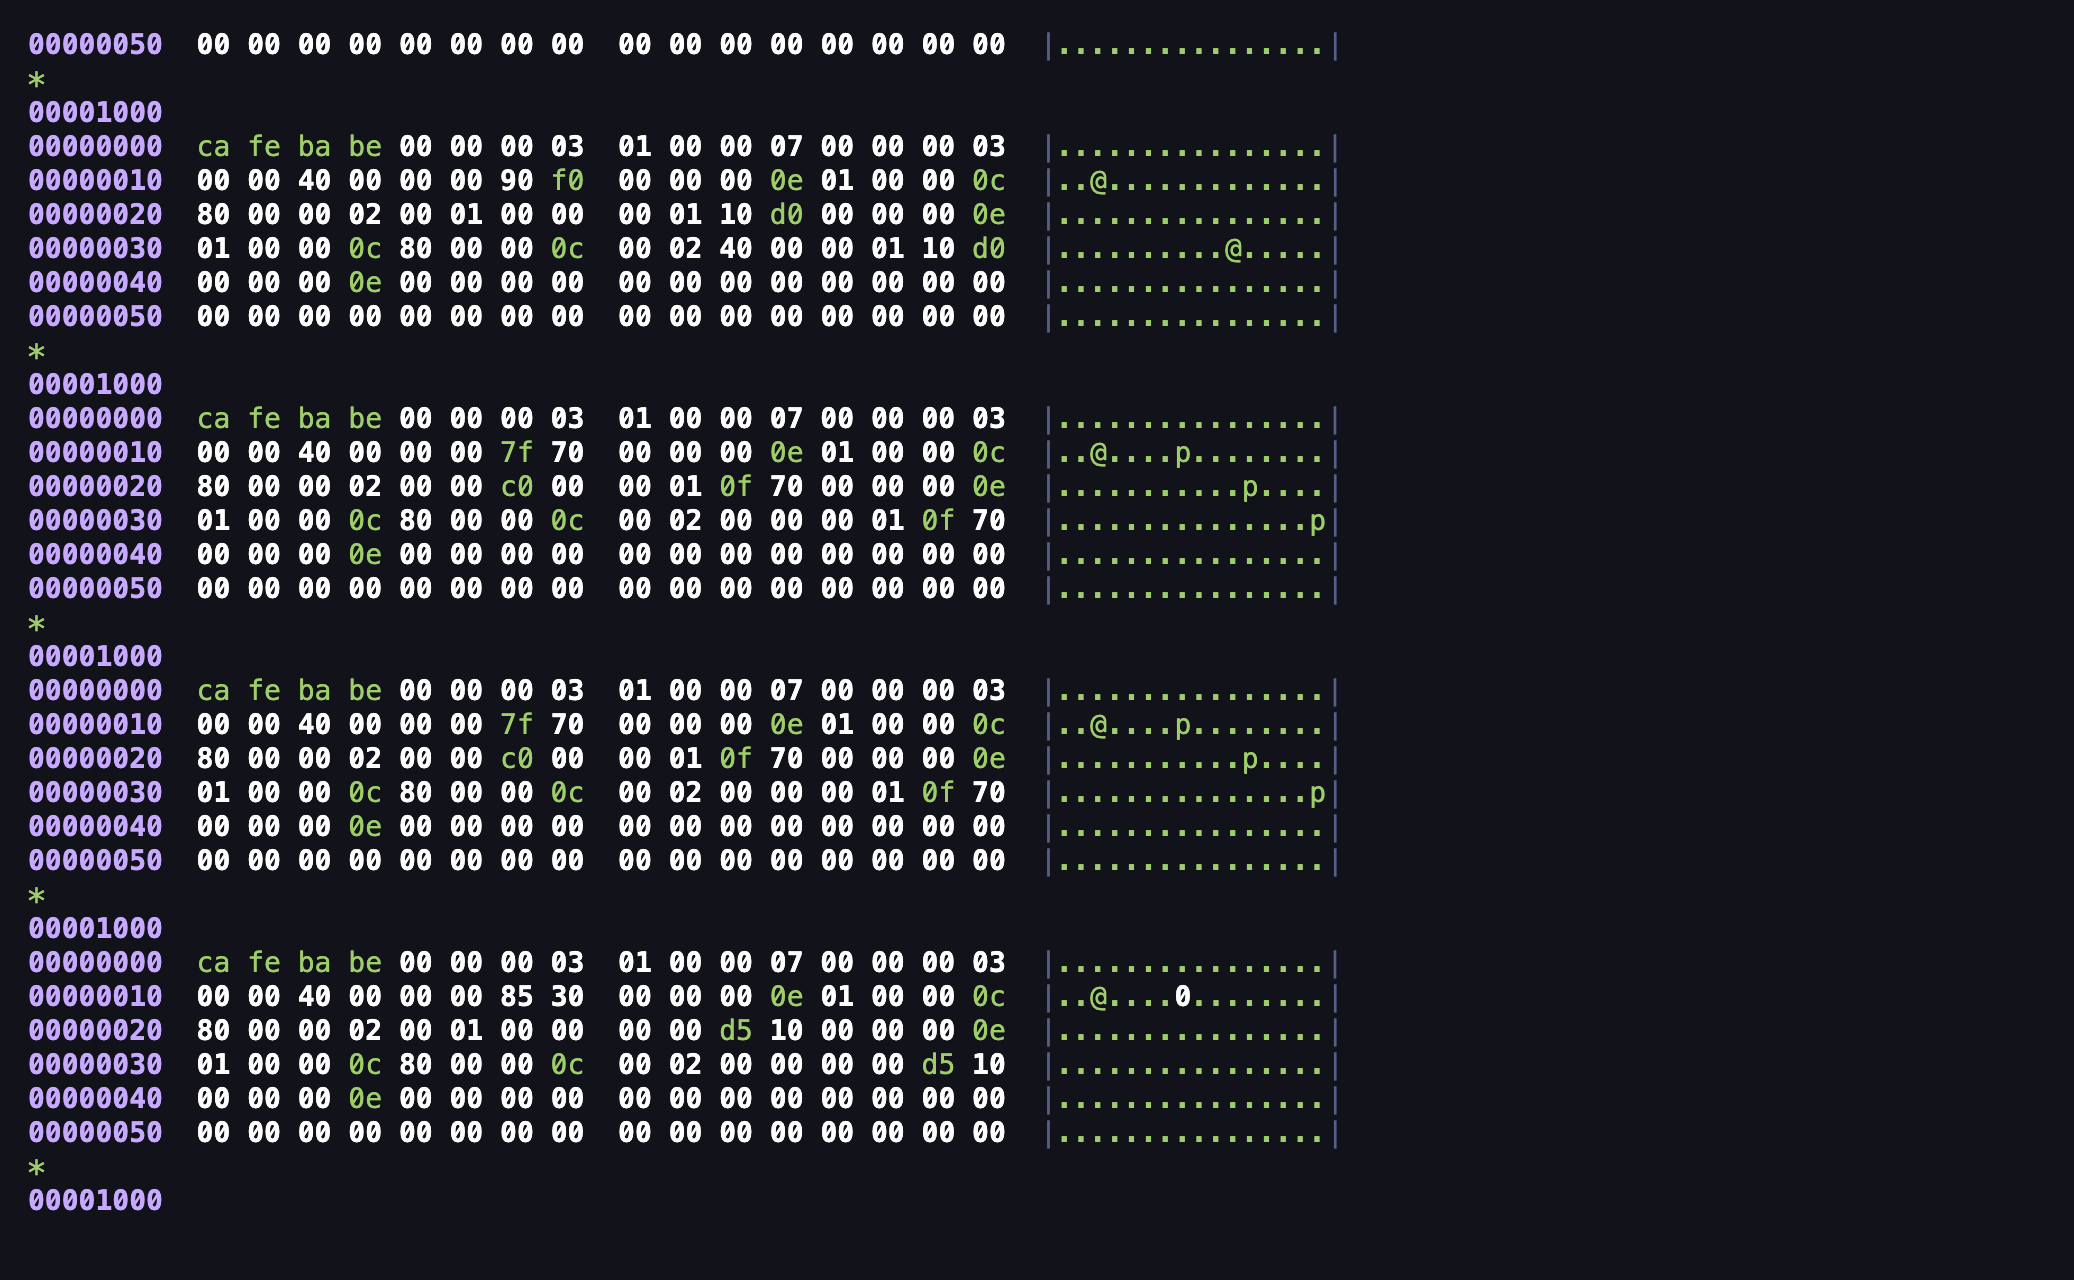 00000050  00 00 00 00 00 00 00 00  00 00 00 00 00 00 00 00  |................|
*
00001000
00000000  ca fe ba be 00 00 00 03  01 00 00 07 00 00 00 03  |................|
00000010  00 00 40 00 00 00 90 f0  00 00 00 0e 01 00 00 0c  |..@.............|
00000020  80 00 00 02 00 01 00 00  00 01 10 d0 00 00 00 0e  |................|
00000030  01 00 00 0c 80 00 00 0c  00 02 40 00 00 01 10 d0  |..........@.....|
00000040  00 00 00 0e 00 00 00 00  00 00 00 00 00 00 00 00  |................|
00000050  00 00 00 00 00 00 00 00  00 00 00 00 00 00 00 00  |................|
*
00001000
00000000  ca fe ba be 00 00 00 03  01 00 00 07 00 00 00 03  |................|
00000010  00 00 40 00 00 00 7f 70  00 00 00 0e 01 00 00 0c  |..@....p........|
00000020  80 00 00 02 00 00 c0 00  00 01 0f 70 00 00 00 0e  |...........p....|
00000030  01 00 00 0c 80 00 00 0c  00 02 00 00 00 01 0f 70  |...............p|
00000040  00 00 00 0e 00 00 00 00  00 00 00 00 00 00 00 00  |................|
00000050  00 00 00 00 00 00 00 00  00 00 00 00 00 00 00 00  |................|
*
00001000
00000000  ca fe ba be 00 00 00 03  01 00 00 07 00 00 00 03  |................|
00000010  00 00 40 00 00 00 7f 70  00 00 00 0e 01 00 00 0c  |..@....p........|
00000020  80 00 00 02 00 00 c0 00  00 01 0f 70 00 00 00 0e  |...........p....|
00000030  01 00 00 0c 80 00 00 0c  00 02 00 00 00 01 0f 70  |...............p|
00000040  00 00 00 0e 00 00 00 00  00 00 00 00 00 00 00 00  |................|
00000050  00 00 00 00 00 00 00 00  00 00 00 00 00 00 00 00  |................|
*
00001000
00000000  ca fe ba be 00 00 00 03  01 00 00 07 00 00 00 03  |................|
00000010  00 00 40 00 00 00 85 30  00 00 00 0e 01 00 00 0c  |..@....0........|
00000020  80 00 00 02 00 01 00 00  00 00 d5 10 00 00 00 0e  |................|
00000030  01 00 00 0c 80 00 00 0c  00 02 00 00 00 00 d5 10  |................|
00000040  00 00 00 0e 00 00 00 00  00 00 00 00 00 00 00 00  |................|
00000050  00 00 00 00 00 00 00 00  00 00 00 00 00 00 00 00  |................|
*
00001000